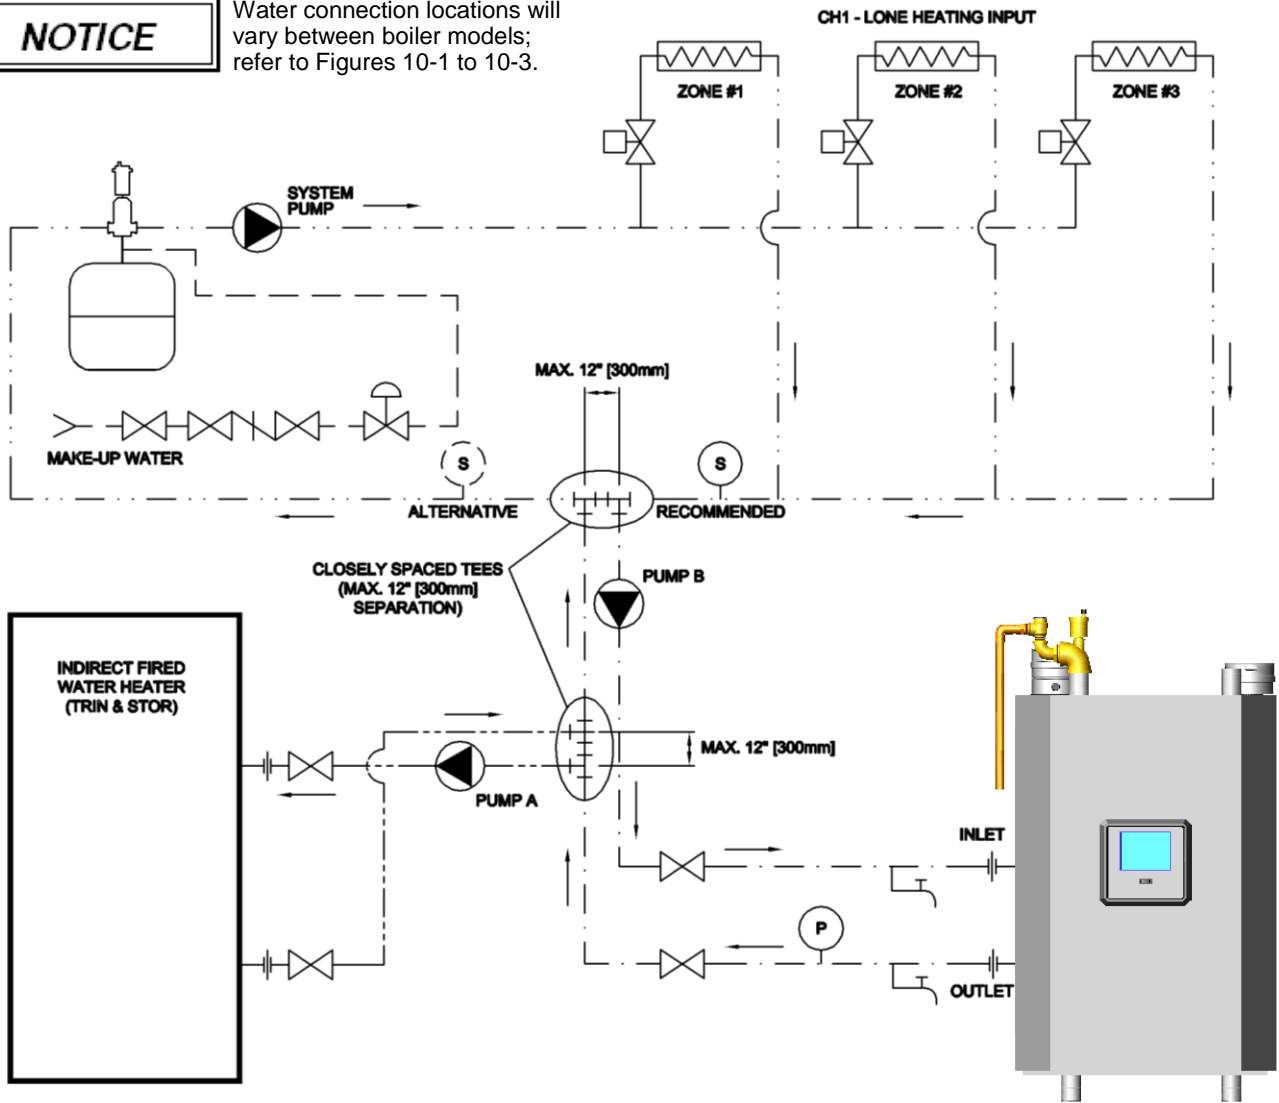 NOTICE
Water connection locations will
vary between boiler models;
refer to Figures 10-1 to 10-3.
CH1 - LONE HEATING INPUT
ZONE #1
ZONE #2
ZONE #3
SYSTEM
PUMP
MAX. 12" [300mm]
MAKE-UP WATER
S
S
ALTERNATIVE
RECOMMENDED
CLOSELY SPACED TEES
(MAX. 12" [300mm]
SEPARATION)
PUMP B
INDIRECT FIRED
WATER HEATER
(TRIN & STOR)
MAX. 12" [300mm]
PUMP A
INLET
P
OUTLET